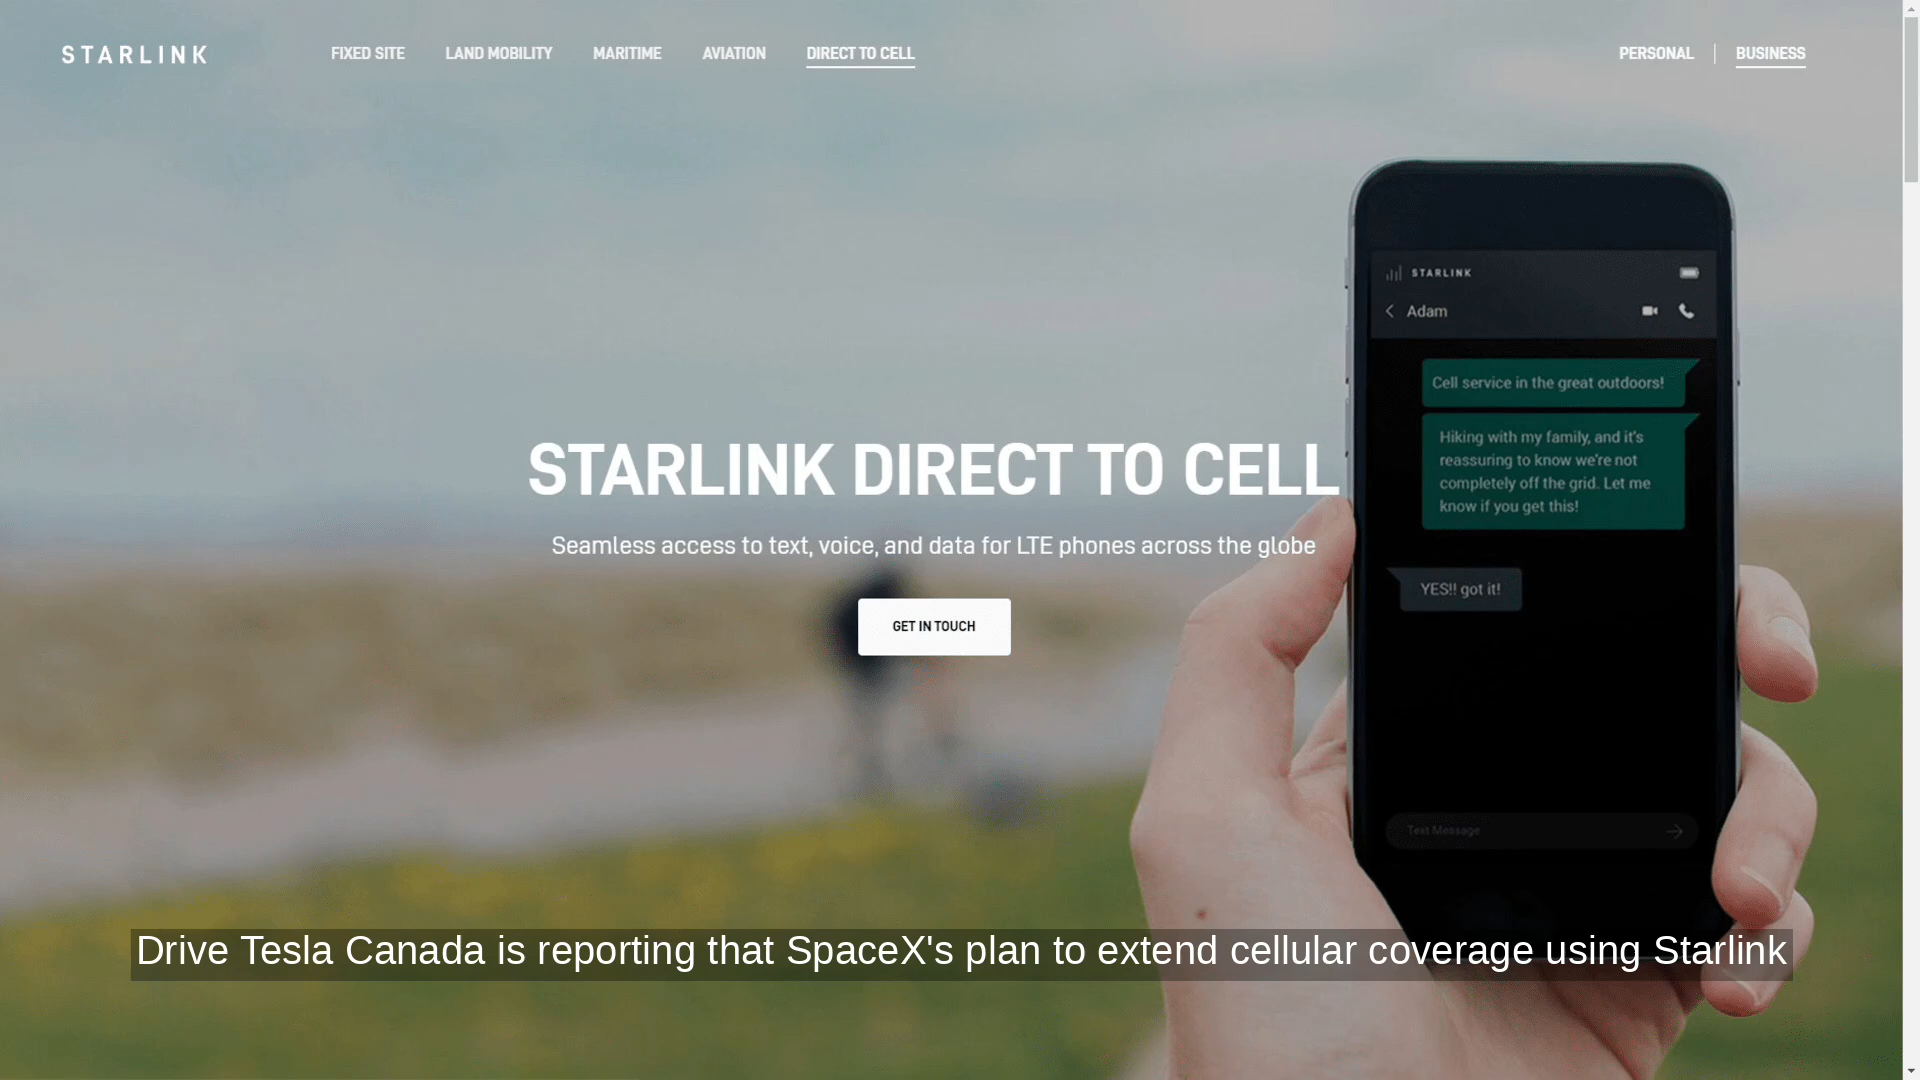 STARLINK
FIXED SITE
LAND MOBILITY
MARITIME
AVIATION
DIRECT TO CELL
PERSONAL
BUSINESS
STARLINK
Adam
Cell service in the great outdoors!
Hiking with my family, and it's
reassuring to know we're not
completely off the grid. Let me
know if you get this!
YES!! got it!
Text Message
STARLINK DIRECT TO CELL
Seamless access to text, voice, and data for LTE phones across the globe
GET IN TOUCH
Drive Tesla Canada is reporting that SpaceX's plan to extend cellular coverage using Starlink